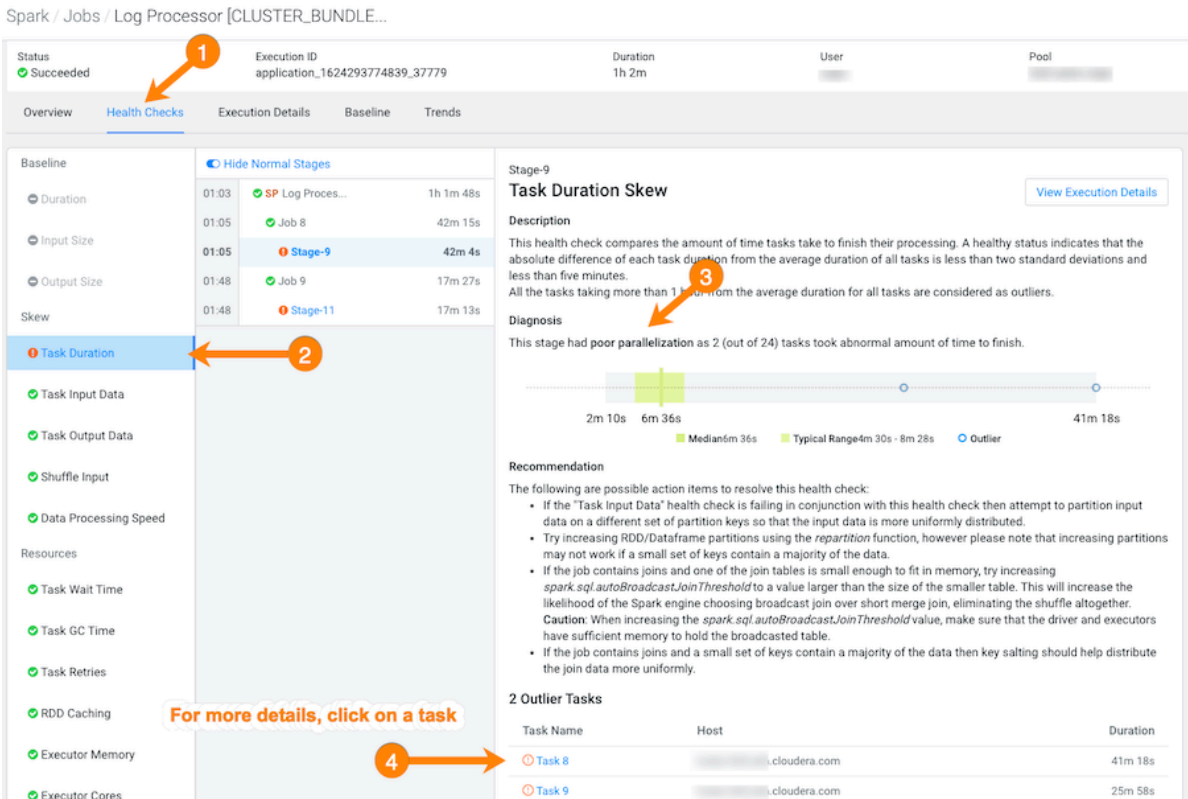 Spark / Jobs / Log Processor [CLUSTER_BUNDLE...
Status
Succeeded
Execution ID
application_1624293774839_37779
Duration
1h 2m
User
Pool
1
Overview
Health Checks
Execution Details
Baseline
Trends
Baseline
Duration
Input Size
Output Size
Skew
Task Duration
2
Task Input Data
Task Output Data
Shuffle Input
Data Processing Speed
Resources
Task Wait Time
Task GC Time
Task Retries
RDD Caching
Executor Memory
Executor Cores
Hide Normal Stages
01:03 SP Log Proces... 1h 1m 48s
01:05 Job 8 42m 15s
01:05 Stage-9 42m 4s
01:48 Job 9 17m 27s
01:48 Stage-11 17m 13s
Stage-9
Task Duration Skew
View Execution Details
Description
This health check compares the amount of time tasks take to finish their processing. A healthy status indicates that the
absolute difference of each task duration from the average duration of all tasks is less than two standard deviations and
less than five minutes.
3
All the tasks taking more than 1 hour from the average duration for all tasks are considered as outliers.
Diagnosis
This stage had poor parallelization as 2 (out of 24) tasks took abnormal amount of time to finish.
2m 10s 6m 36s 41m 18s
Median6m 36s Typical Range4m 30s - 8m 28s Outlier
Recommendation
The following are possible action items to resolve this health check:
• If the "Task Input Data" health check is failing in conjunction with this health check then attempt to partition input
data on a different set of partition keys so that the input data is more uniformly distributed.
• Try increasing RDD/Dataframe partitions using the repartition function, however please note that increasing partitions
may not work if a small set of keys contain a majority of the data.
• If the job contains joins and one of the join tables is small enough to fit in memory, try increasing
spark.sql.autoBroadcastJoinThreshold to a value larger than the size of the smaller table. This will increase the
likelihood of the Spark engine choosing broadcast join over short merge join, eliminating the shuffle altogether.
Caution: When increasing the spark.sql.autoBroadcastJoinThreshold value, make sure that the driver and executors
have sufficient memory to hold the broadcasted table.
• If the job contains joins and a small set of keys contain a majority of the data then key salting should help distribute
the join data more uniformly.
2 Outlier Tasks
For more details, click on a task
4
Task Name Host Duration
Task 8 .cloudera.com 41m 18s
Task 9 .cloudera.com 25m 58s